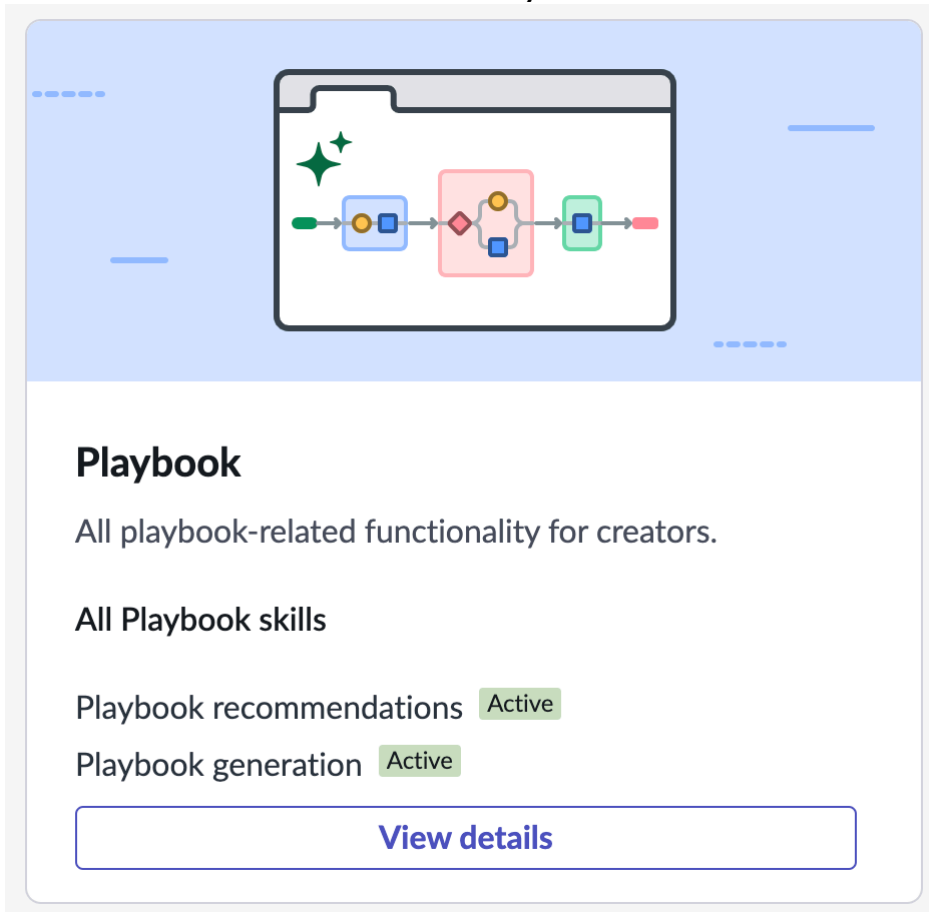 Playbook
All playbook-related functionality for creators.
All Playbook skills
Playbook recommendations Active
Playbook generation Active
View details